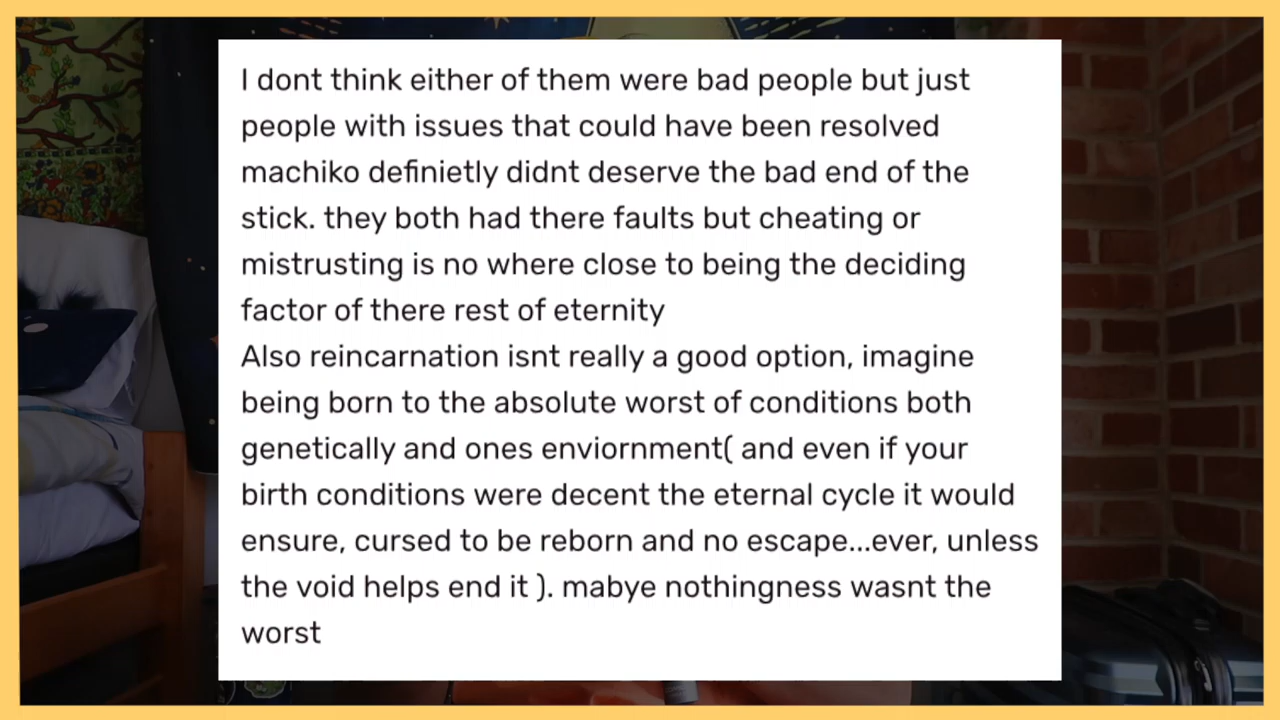 I dont think either of them were bad people but just
people with issues that could have been resolved
machiko definietly didnt deserve the bad end of the
stick. they both had there faults but cheating or
mistrusting is no where close to being the deciding
factor of there rest of eternity
Also reincarnation isnt really a good option, imagine
being born to the absolute worst of conditions both
genetically and ones enviornment( and even if your
birth conditions were decent the eternal cycle it would
ensure, cursed to be reborn and no escape...ever, unless
the void helps end it ). mabye nothingness wasnt the
worst